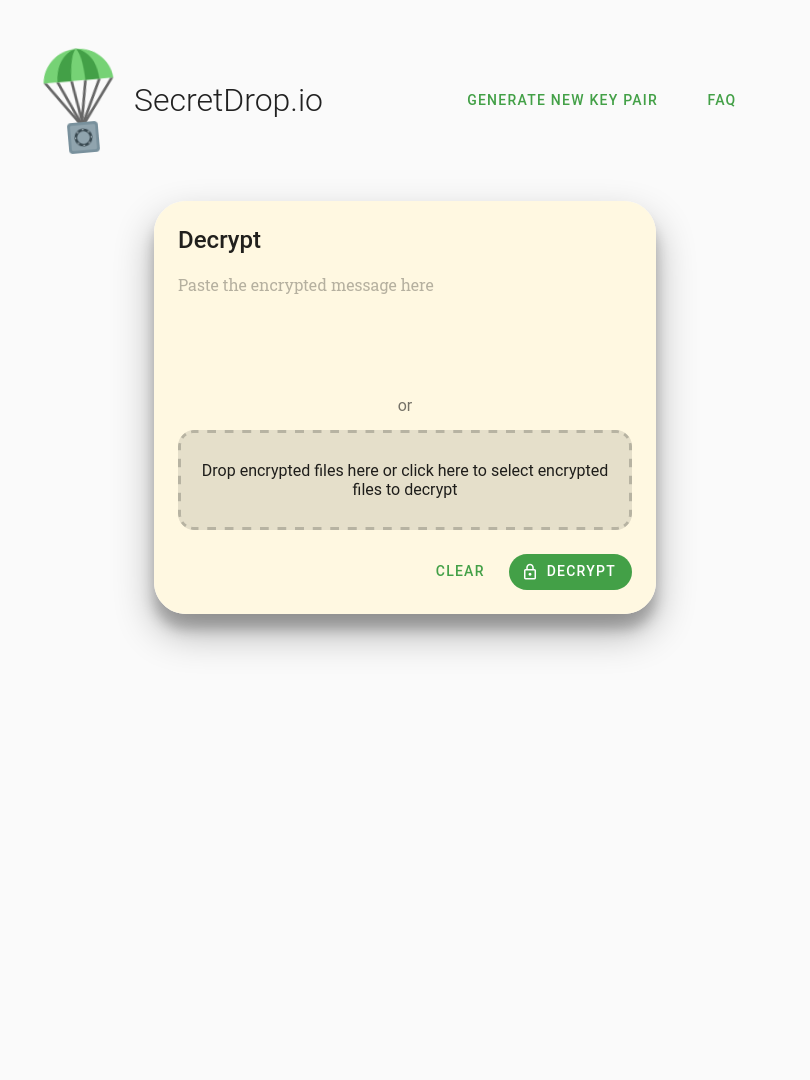 SecretDrop.io
GENERATE NEW KEY PAIR
FAQ
Decrypt
Paste the encrypted message here
or
Drop encrypted files here or click here to select encrypted
files to decrypt
CLEAR
DECRYPT